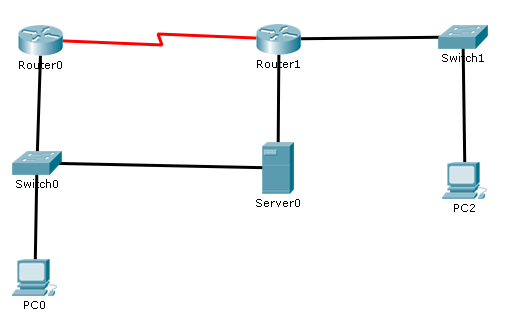 Router0
Router1
Switch1
Switch0
Server0
PC2
PC0